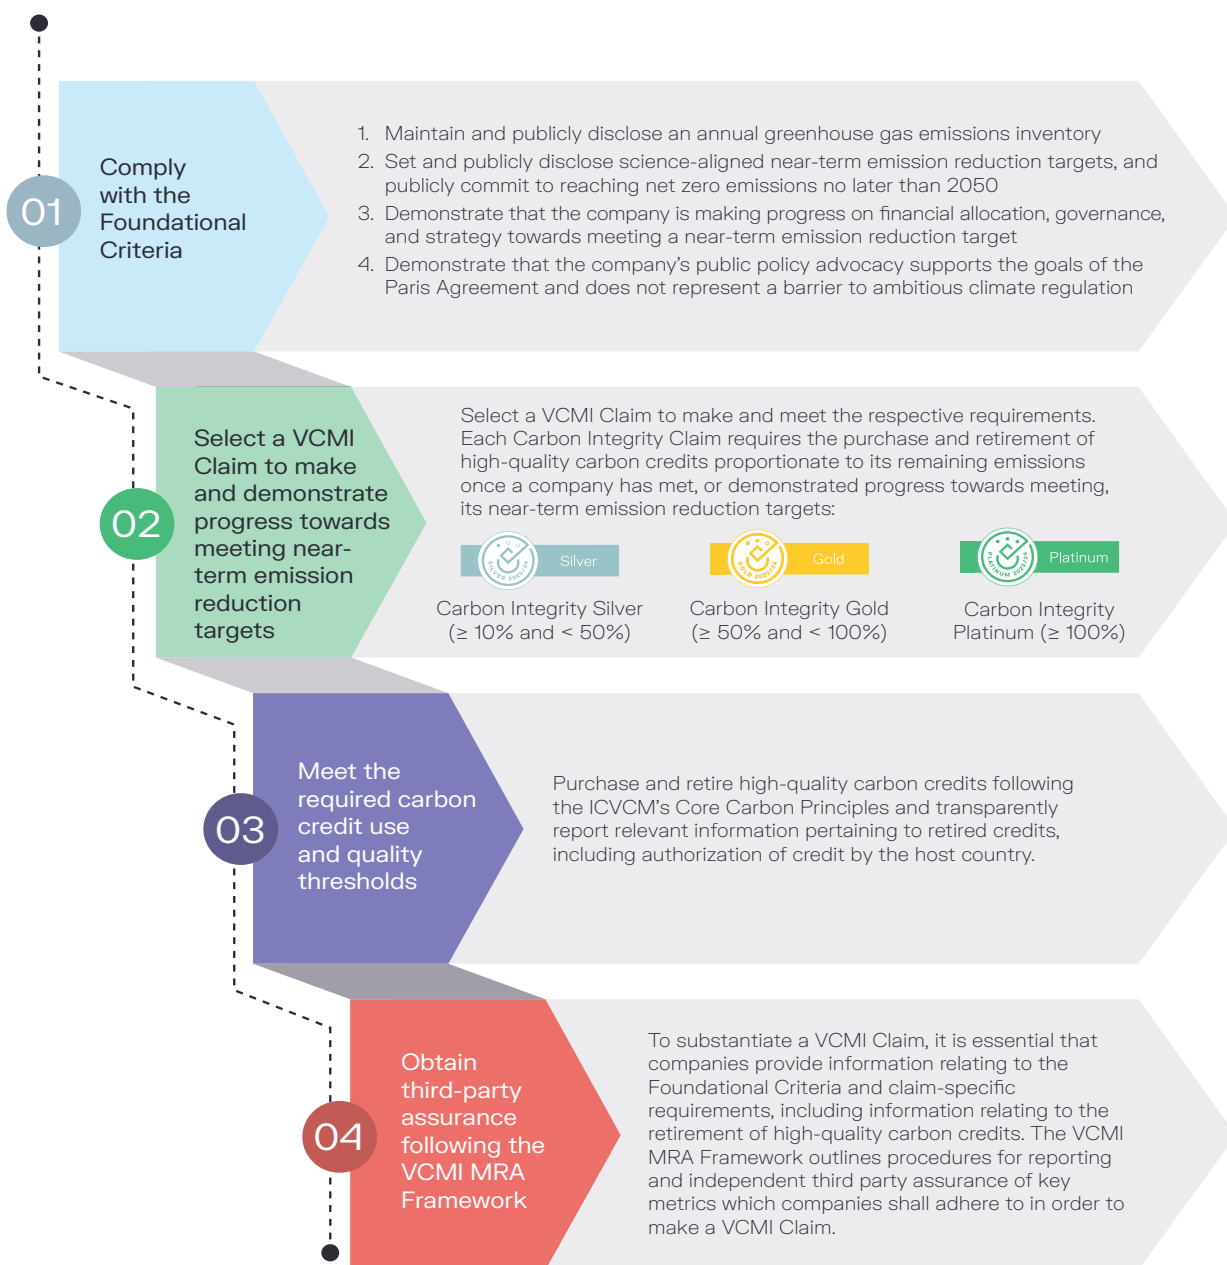 01
Comply
with the
Foundational
Criteria
1. Maintain and publicly disclose an annual greenhouse gas emissions inventory
2. Set and publicly disclose science-aligned near-term emission reduction targets, and
publicly commit to reaching net zero emissions no later than 2050
3. Demonstrate that the company is making progress on financial allocation, governance,
and strategy towards meeting a near-term emission reduction target
4. Demonstrate that the company's public policy advocacy supports the goals of the
Paris Agreement and does not represent a barrier to ambitious climate regulation
02
Select a VCMI
Claim to make
and demonstrate
progress towards
meeting near-
term emission
reduction
targets
Select a VCMI Claim to make and meet the respective requirements.
Each Carbon Integrity Claim requires the purchase and retirement of
high-quality carbon credits proportionate to its remaining emissions
once a company has met, or demonstrated progress towards meeting,
its near-term emission reduction targets:
SILVER 2023/24
Silver
GOLD 2023/24
Gold
PLATINUM 2023/24
Platinum
Carbon Integrity Silver
(≥ 10% and < 50%)
Carbon Integrity Gold
(≥ 50% and < 100%)
Carbon Integrity
Platinum (≥ 100%)
03
Meet the
required carbon
credit use
and quality
thresholds
Purchase and retire high-quality carbon credits following
the ICVCM's Core Carbon Principles and transparently
report relevant information pertaining to retired credits,
including authorization of credit by the host country.
04
Obtain
third-party
assurance
following the
VCMI MRA
Framework
To substantiate a VCMI Claim, it is essential that
companies provide information relating to the
Foundational Criteria and claim-specific
requirements, including information relating to the
retirement of high-quality carbon credits. The VCMI
MRA Framework outlines procedures for reporting
and independent third party assurance of key
metrics which companies shall adhere to in order to
make a VCMI Claim.